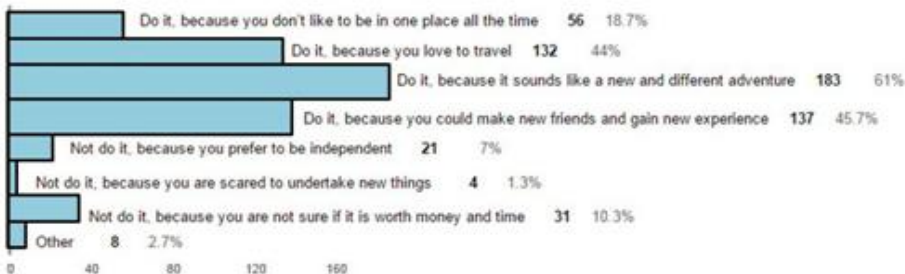 Do it, because you don't like to be in one place all the time 56 18.7%
Do it, because you love to travel 132 44%
Do it, because it sounds like a new and different adventure 183 61%
Do it, because you could make new friends and gain new experience 137 45.7%
Not do it, because you prefer to be independent 21 7%
Not do it, because you are scared to undertake new things 4 1.3%
Not do it, because you are not sure if it is worth money and time 31 10.3%
Other 8 2.7%
0 40 80 120 160